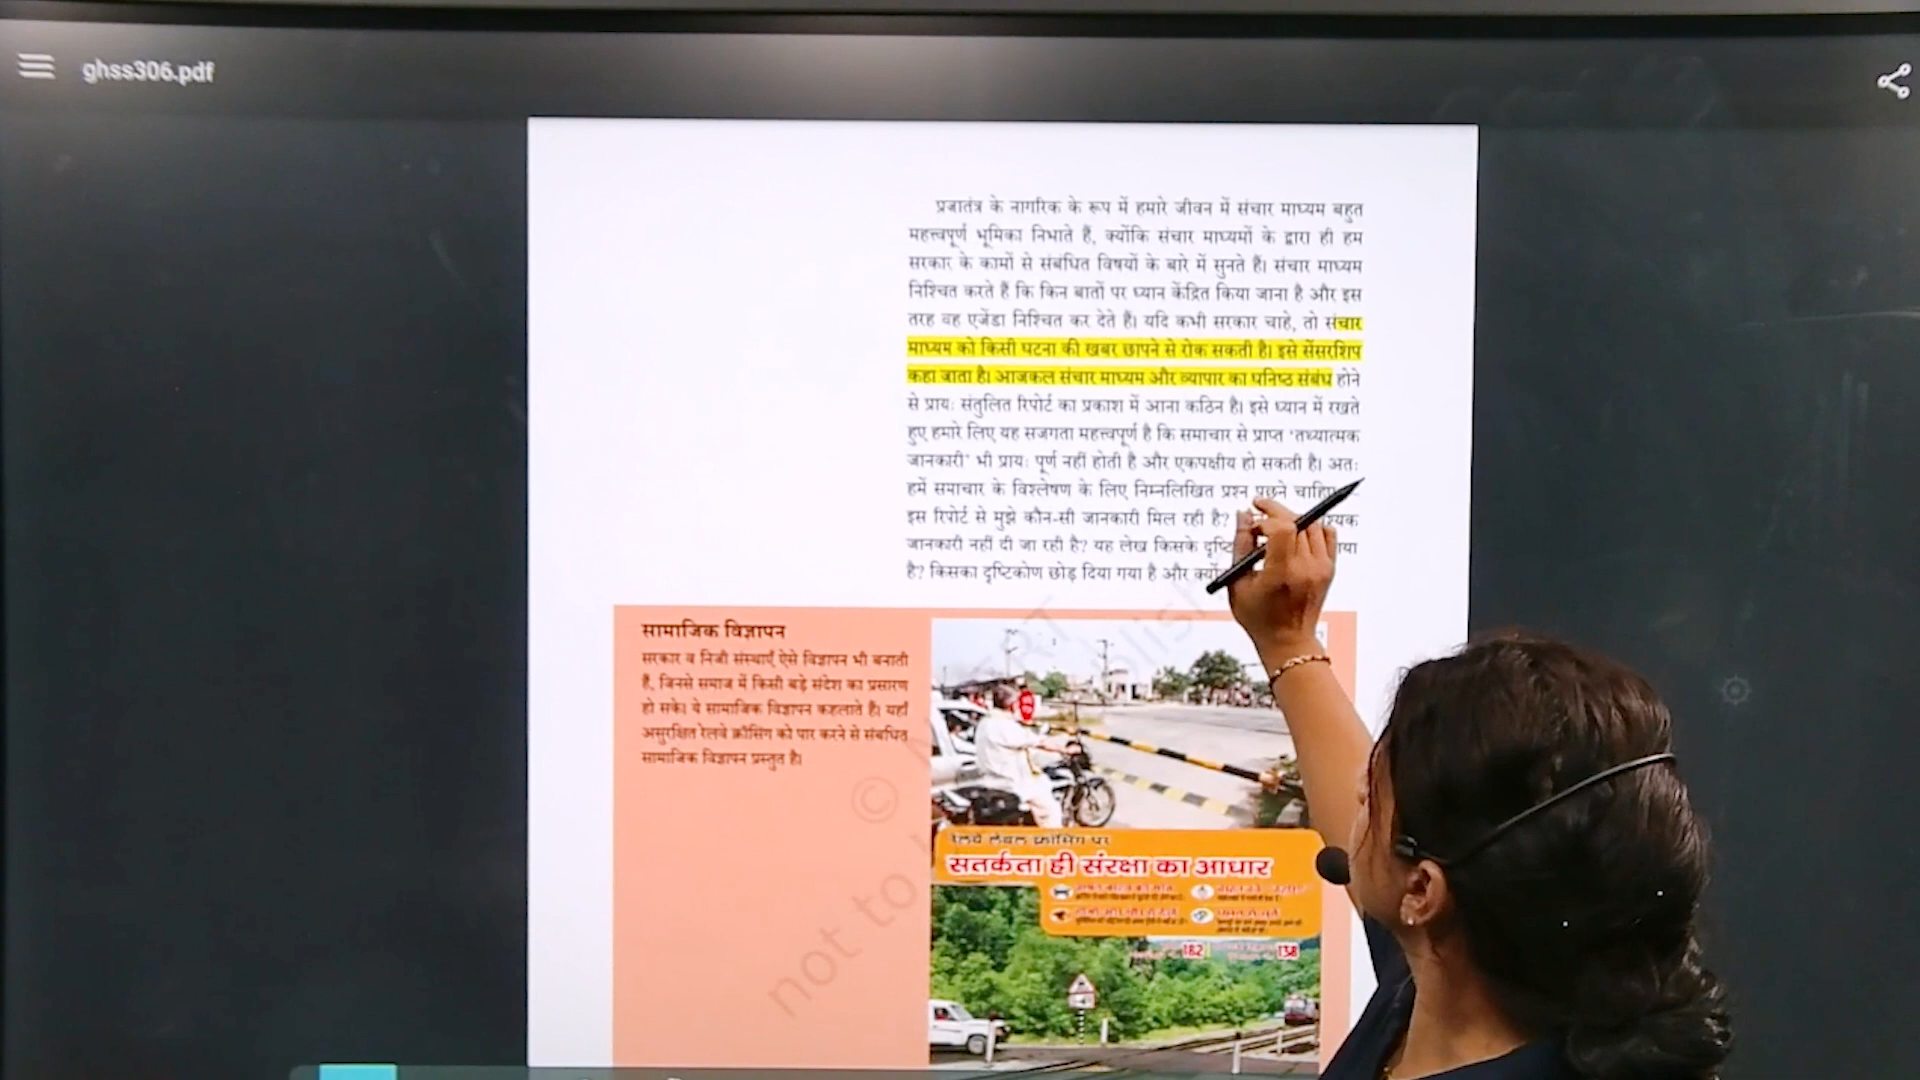 ghss306.pdf
प्रजातंत्र के नागरिक के रूप में हमारे जीवन में संचार माध्यम बहुत
महत्त्वपूर्ण भूमिका निभाते हैं, क्योंकि संचार माध्यमों के द्वारा ही हम
सरकार के कामों से संबंधित विषयों के बारे में सुनते हैं। संचार माध्यम
निश्चित करते हैं कि किन बातों पर ध्यान केंद्रित किया जाना है और इस
तरह वह एजेंडा निश्चित कर देते हैं। यदि कभी सरकार चाहे, तो संचार
माध्यम को किसी घटना की खबर छापने से रोक सकती है। इसे सेंसरशिप
कहा जाता है। आजकल संचार माध्यम और व्यापार का घनिष्ठ संबंध होने
से प्रायः संतुलित रिपोर्ट का प्रकाश में आना कठिन है। इसे ध्यान में रखते
हुए हमारे लिए यह सजगता महत्त्वपूर्ण है कि समाचार से प्राप्त 'तथ्यात्मक
जानकारी' भी प्रायः पूर्ण नहीं होती है और एकपक्षीय हो सकती है। अतः
हमें समाचार के विश्लेषण के लिए निम्नलिखित प्रश्न पूछने चाहिए
इस रिपोर्ट से मुझे कौन-सी जानकारी मिल रही है?
जानकारी नहीं दी जा रही है? यह लेख किसके
है? किसका दृष्टिकोण छोड़ दिया गया है और क्यों
सामाजिक विज्ञापन
सरकार व निजी संस्थाएँ ऐसे विज्ञापन भी बनाती
हैं, जिनसे समाज में किसी बड़े संदेश का प्रसारण
हो सके। ये सामाजिक विज्ञापन कहलाते हैं। यहाँ
असुरक्षित रेलवे क्रॉसिंग को पार करने से संबधित
सामाजिक विज्ञापन प्रस्तुत है।
रेलवे लेवल क्रॉसिंग पर
सतर्कता ही संरक्षा का आधार
182
138
©
not to